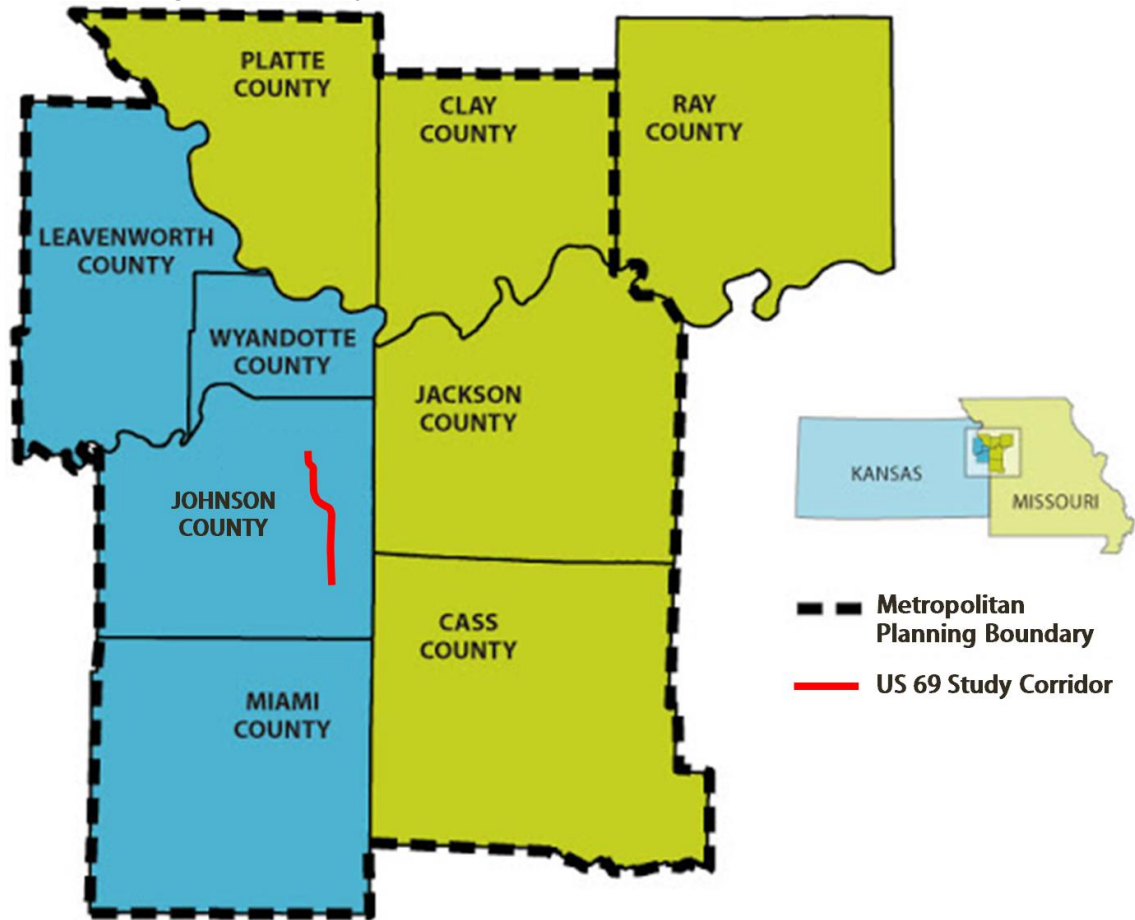 PLATTE
COUNTY
CLAY
COUNTY
RAY
COUNTY
LEAVENWORTH
COUNTY
WYANDOTTE
COUNTY
JACKSON
COUNTY
JOHNSON
COUNTY
CASS
COUNTY
MIAMI
COUNTY
KANSAS
MISSOURI
Metropolitan
Planning Boundary
US 69 Study Corridor